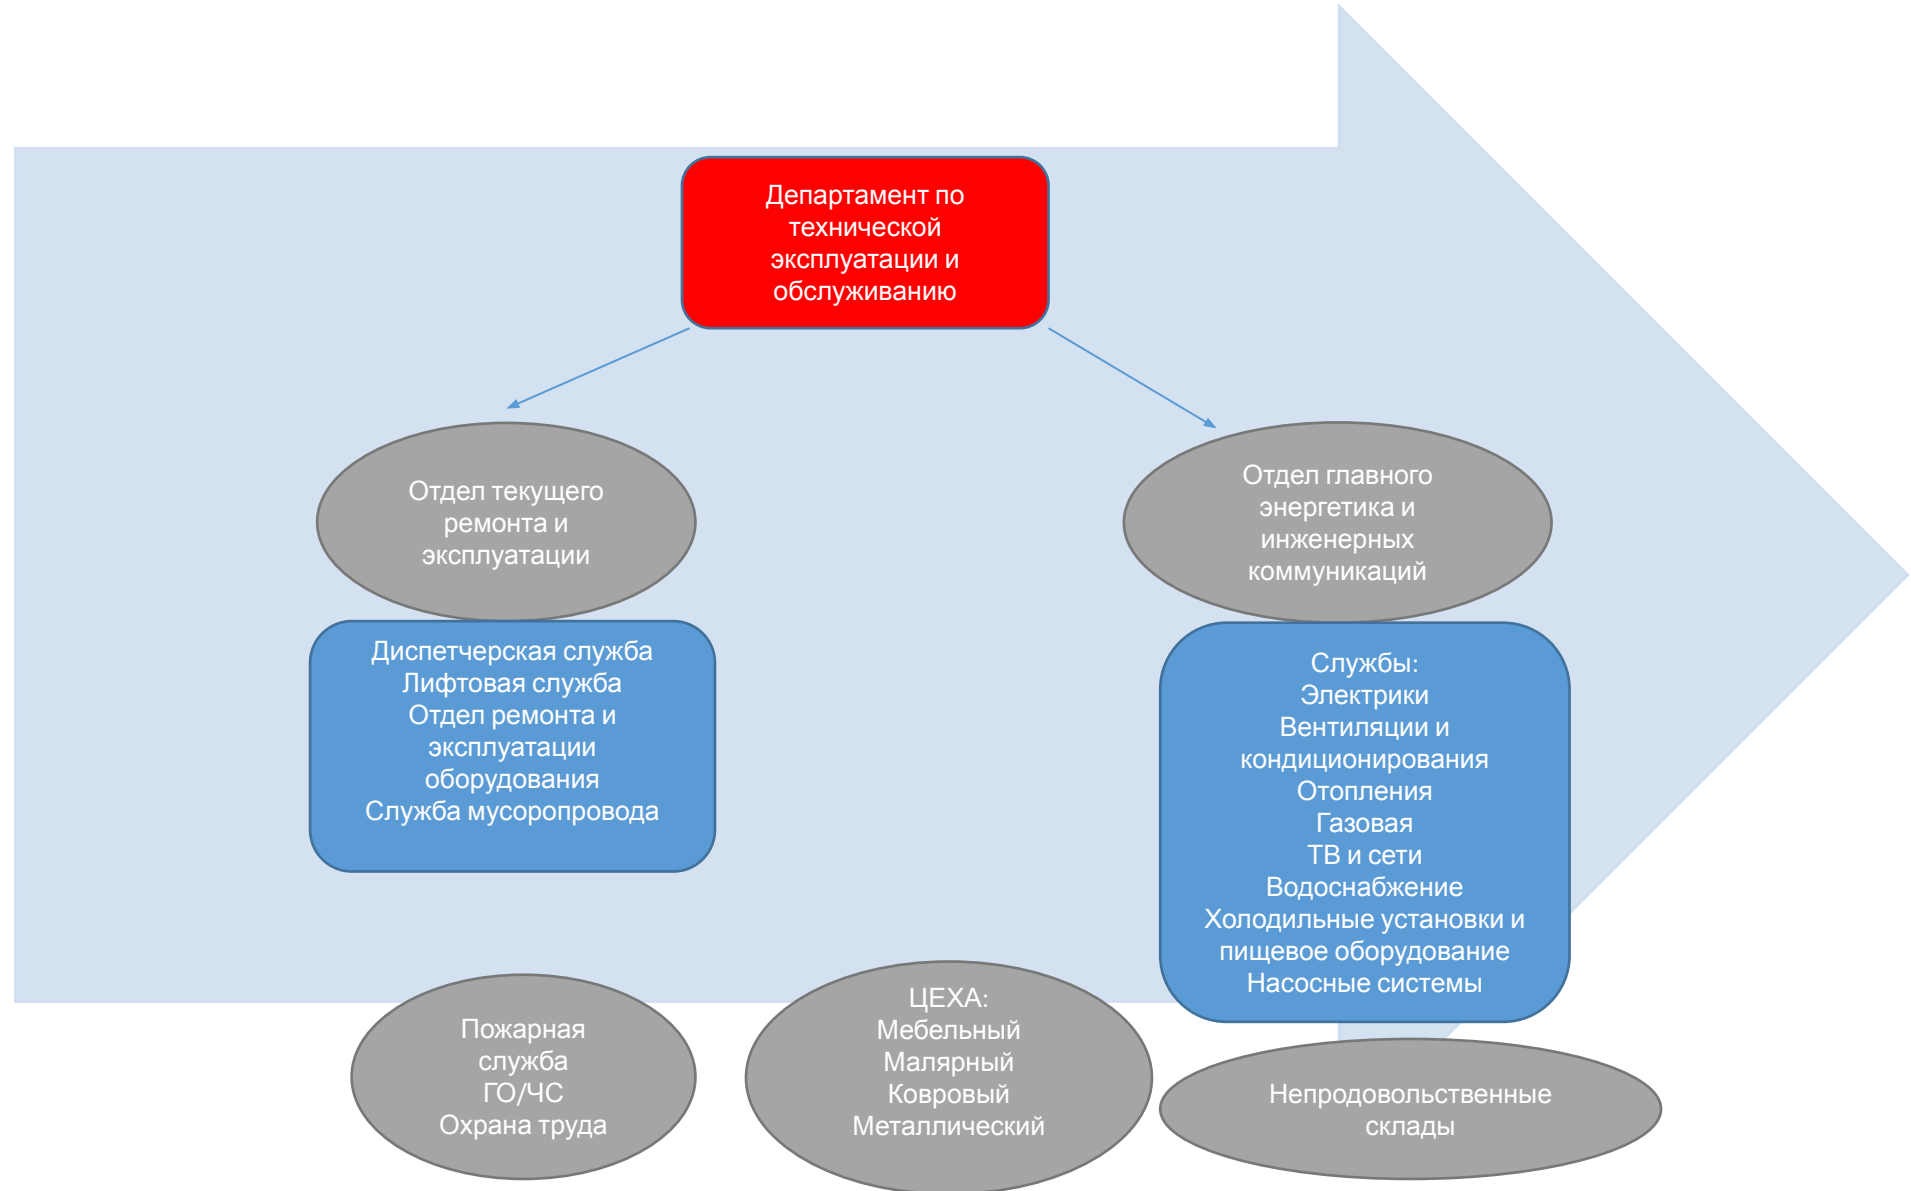 Департамент по
технической
эксплуатации и
обслуживанию
Отдел текущего
ремонта и
эксплуатации
Отдел главного
энергетика и
инженерных
коммуникаций
Диспетчерская служба
Лифтовая служба
Отдел ремонта и
эксплуатации
оборудования
Служба мусоропровода
Службы:
Электрики
Вентиляции и
кондиционирования
Отопления
Газовая
ТВ и сети
Водоснабжение
Холодильные установки и
пищевое оборудование
Насосные системы
Пожарная
служба
ГО/ЧС
Охрана труда
ЦЕХА:
Мебельный
Малярный
Ковровый
Металлический
Непродовольственные
склады